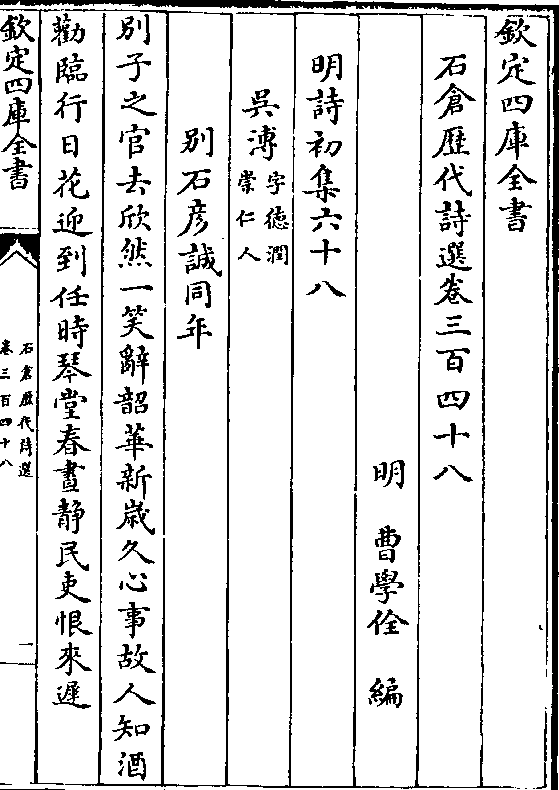 欽定四庫全書
石倉歷代詩選卷三百四十八
明 曹學佺 編
明詩初集六十八
吳溥字德潤
崇仁人
别石彦誠同年
别子之官去欣然一笑辭韶華新歲久心事故人知酒
勸臨行日花迎到任時琴堂春晝静民吏恨來遲
欽定四庫全書
石倉歷代詩選
卷三百四十八
一